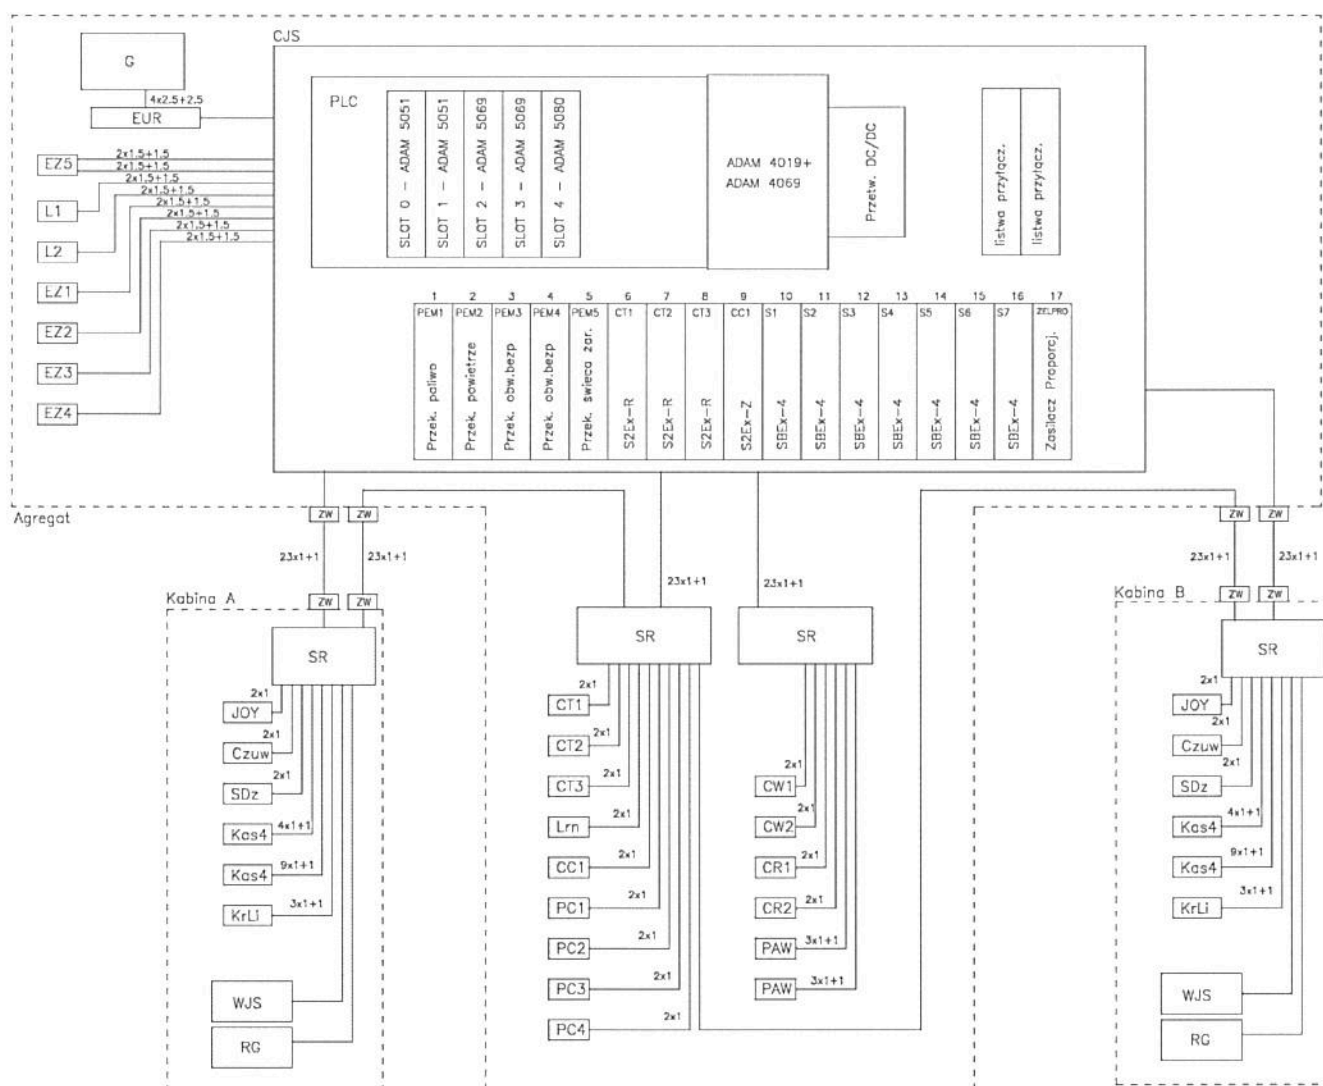 CJS
G
4x2.5+2.5
EUR
PLC
SLOT 0 – ADAM 5051
SLOT 1 – ADAM 5051
SLOT 2 – ADAM 5069
SLOT 3 – ADAM 5069
SLOT 4 – ADAM 5080
ADAM 4019+
ADAM 4069
Przetw. DC/DC
listwa przyłącz.
listwa przyłącz.
EZ5
2x1.5+1.5
2x1.5+1.5
L1
2x1.5+1.5
L2
2x1.5+1.5
EZ1
2x1.5+1.5
EZ2
2x1.5+1.5
EZ3
2x1.5+1.5
EZ4
2x1.5+1.5
1 2 3 4 5 6 7 8 9 10 11 12 13 14 15 16 17
PEM1 PEM2 PEM3 PEM4 PEM5 CT1 CT2 CT3 CC1 S1 S2 S3 S4 S5 S6 S7 ZELPRO
Przek. paliwo
Przek. powietrze
Przek. obw.bezp
Przek. obw.bezp
Przek. świeca żar.
S2Ex–R
S2Ex–R
S2Ex–R
S2Ex–Z
SBEx–4
SBEx–4
SBEx–4
SBEx–4
SBEx–4
SBEx–4
SBEx–4
Zasilacz Proporcj.
Agregat
ZW ZW
ZW ZW
23x1+1 23x1+1
23x1+1
23x1+1
23x1+1 23x1+1
Kabina A
ZW ZW
SR
2x1
JOY
2x1
Czuw
2x1
SDz
4x1+1
Kas4
9x1+1
Kas4
3x1+1
KrLi
WJS
RG
SR
2x1
CT1
2x1
CT2
2x1
CT3
2x1
Lrn
2x1
CC1
2x1
PC1
2x1
PC2
2x1
PC3
2x1
PC4
SR
2x1
CW1
2x1
CW2
2x1
CR1
2x1
CR2
3x1+1
PAW
3x1+1
PAW
Kabina B
ZW ZW
SR
2x1
JOY
2x1
Czuw
2x1
SDz
4x1+1
Kas4
9x1+1
Kas4
3x1+1
KrLi
WJS
RG